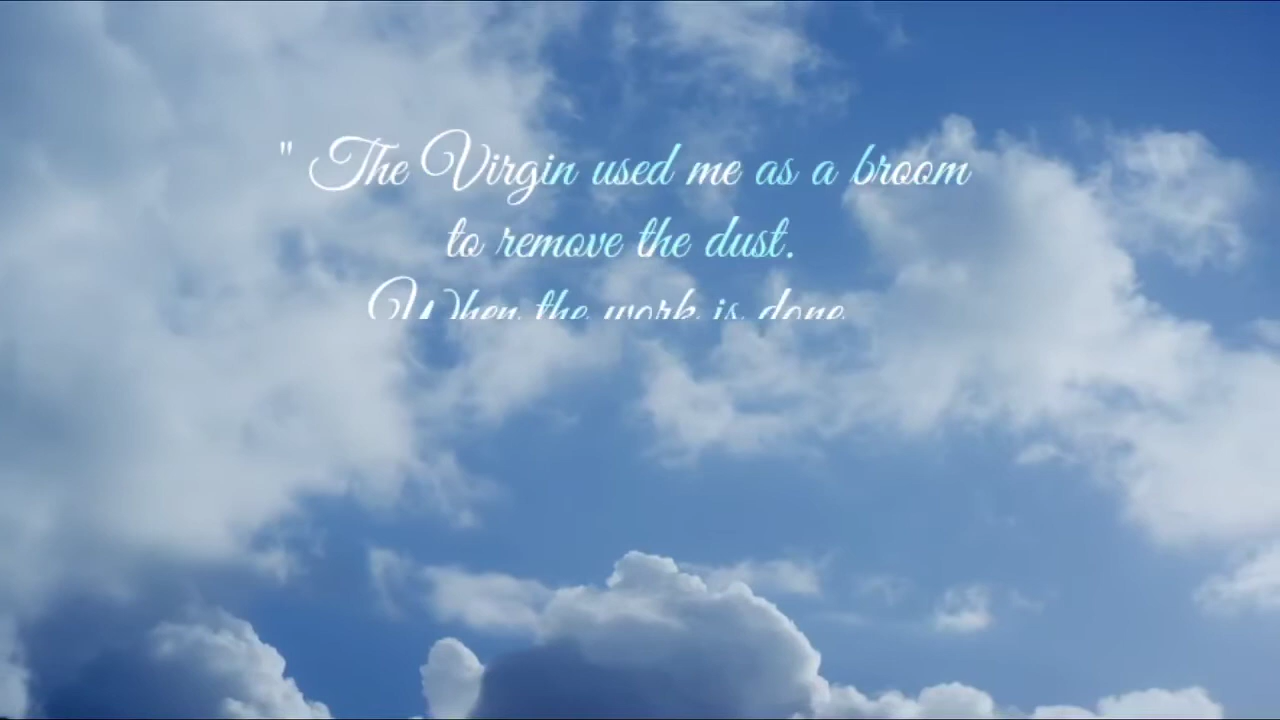 " The Virgin used me as a broom
to remove the dust.
When the work is done